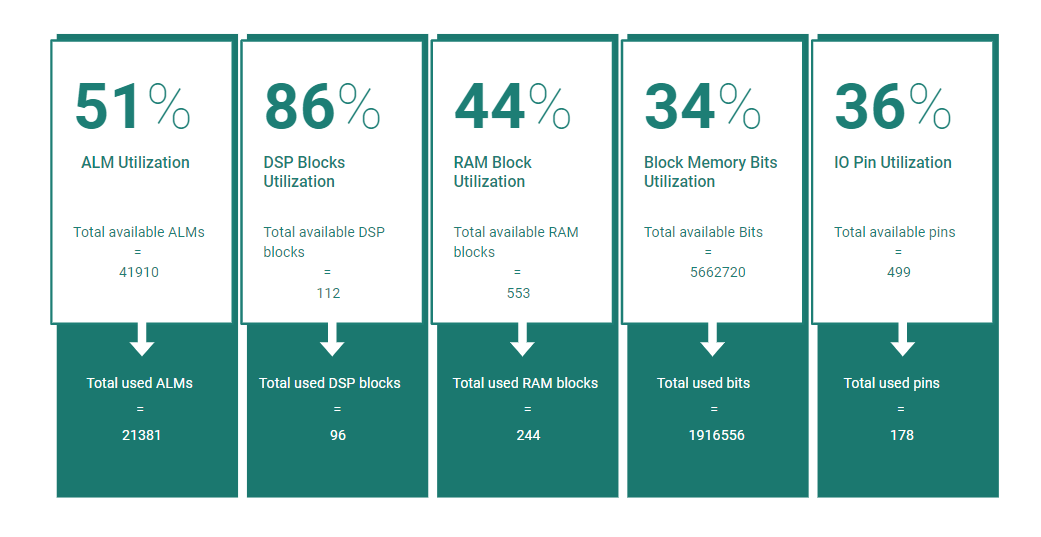 51%
ALM Utilization
Total available ALMs
=
41910
Total used ALMs
=
21381
86%
DSP Blocks
Utilization
Total available DSP
blocks
=
112
Total used DSP blocks
=
96
44%
RAM Block
Utilization
Total available RAM
blocks
=
553
Total used RAM blocks
=
244
34%
Block Memory Bits
Utilization
Total available Bits
=
5662720
Total used bits
=
1916556
36%
IO Pin Utilization
Total available pins
=
499
Total used pins
=
178